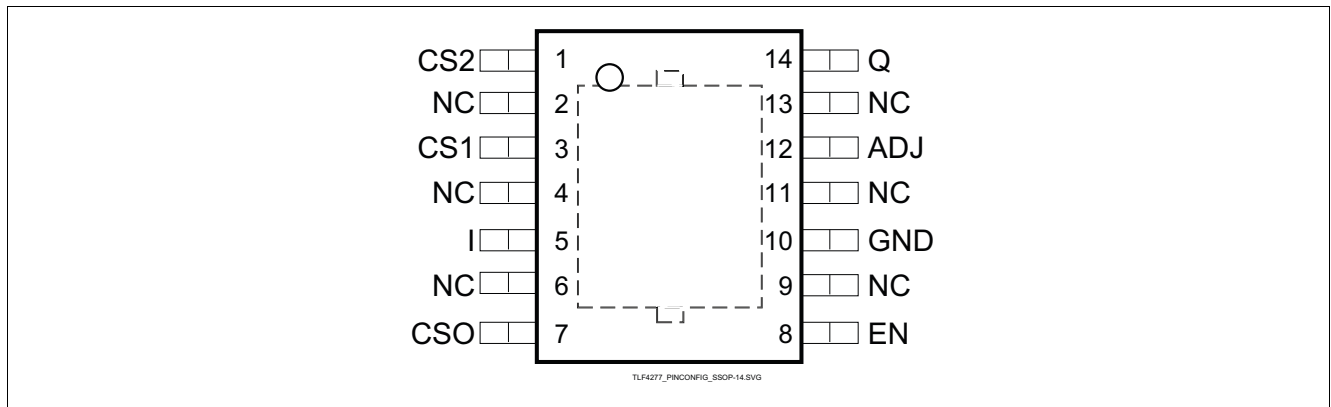 CS2 1 14 Q
NC 2 13 NC
CS1 3 12 ADJ
NC 4 11 NC
I 5 10 GND
NC 6 9 NC
CSO 7 8 EN
TLF4277_PINCONFIG_SSOP-14.SVG